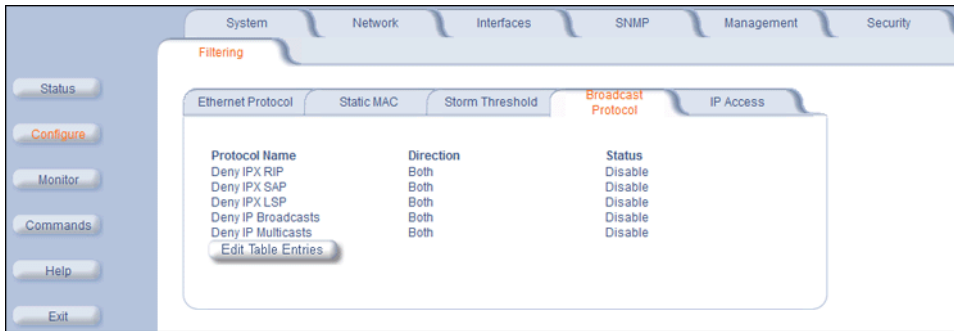 System Network Interfaces SNMP Management Security
Filtering
Status
Configure
Monitor
Commands
Help
Exit
Ethernet Protocol Static MAC Storm Threshold Broadcast Protocol IP Access
Protocol Name Direction Status
Deny IPX RIP Both Disable
Deny IPX SAP Both Disable
Deny IPX LSP Both Disable
Deny IP Broadcasts Both Disable
Deny IP Multicasts Both Disable
Edit Table Entries